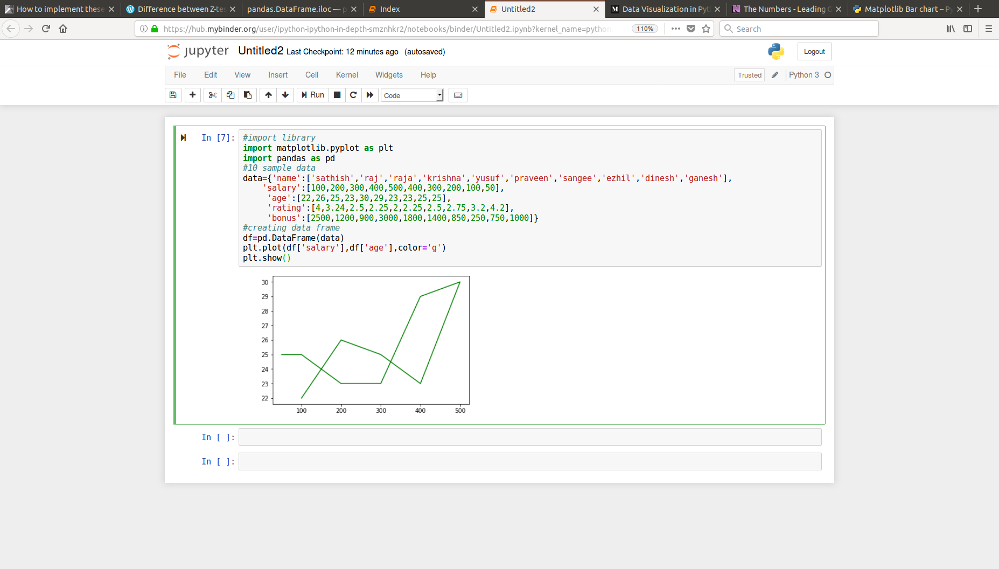 How to implement these
Difference between Z-tes
pandas.DataFrame.iloc — p
Index
Untitled2
Data Visualization in Pyt
The Numbers - Leading
Matplotlib Bar chart – Py
https://hub.mybinder.org/user/ipython-ipython-in-depth-smznhkr2/notebooks/binder/Untitled2.ipynb?kernel_name=python
110%
Search
jupyter Untitled2 Last Checkpoint: 12 minutes ago (autosaved)
Logout
File Edit View Insert Cell Kernel Widgets Help
Trusted
Python 3
Run
Code
In [7]:
#import library
import matplotlib.pyplot as plt
import pandas as pd
#10 sample data
data={'name':['sathish','raj','raja','krishna','yusuf','praveen','sangee','ezhil','dinesh','ganesh'],
'salary':[100,200,300,400,500,400,300,200,100,50],
'age':[22,26,25,23,30,29,23,23,25,25],
'rating':[4,3.24,2.5,2.25,2,2.25,2.5,2.75,3.2,4.2],
'bonus':[2500,1200,900,3000,1800,1400,850,250,750,1000]}
#creating data frame
df=pd.DataFrame(data)
plt.plot(df['salary'],df['age'],color='g')
plt.show()
30
29
28
27
26
25
24
23
22
100 200 300 400 500
In [ ]:
In [ ]: